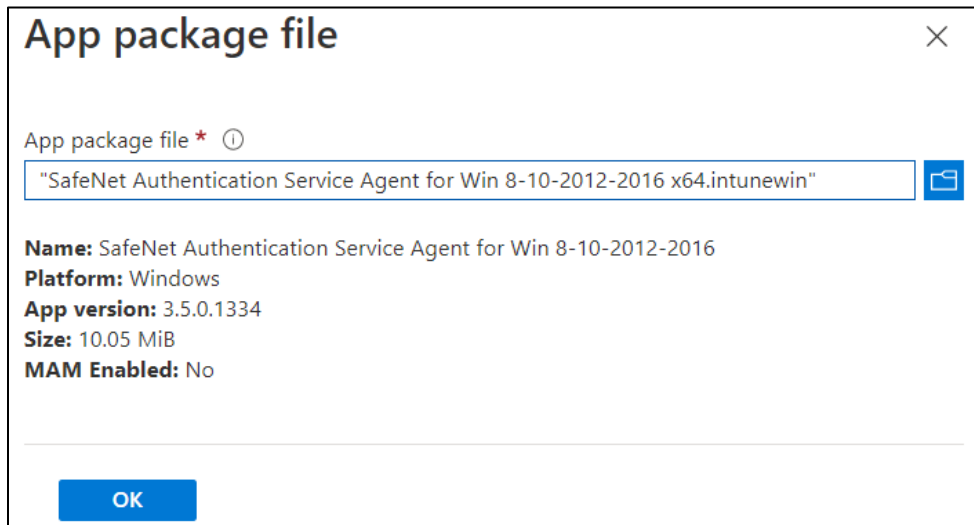 App package file
App package file *
"SafeNet Authentication Service Agent for Win 8-10-2012-2016 x64.intunewin"
Name: SafeNet Authentication Service Agent for Win 8-10-2012-2016
Platform: Windows
App version: 3.5.0.1334
Size: 10.05 MiB
MAM Enabled: No
OK